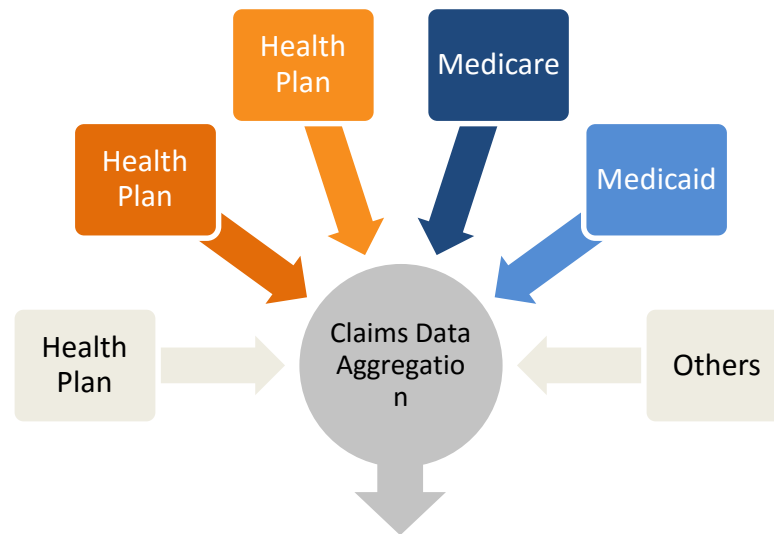 Health
Plan
Medicare
Health
Plan
Medicaid
Health
Plan
Claims Data
Aggregatio
n
Others